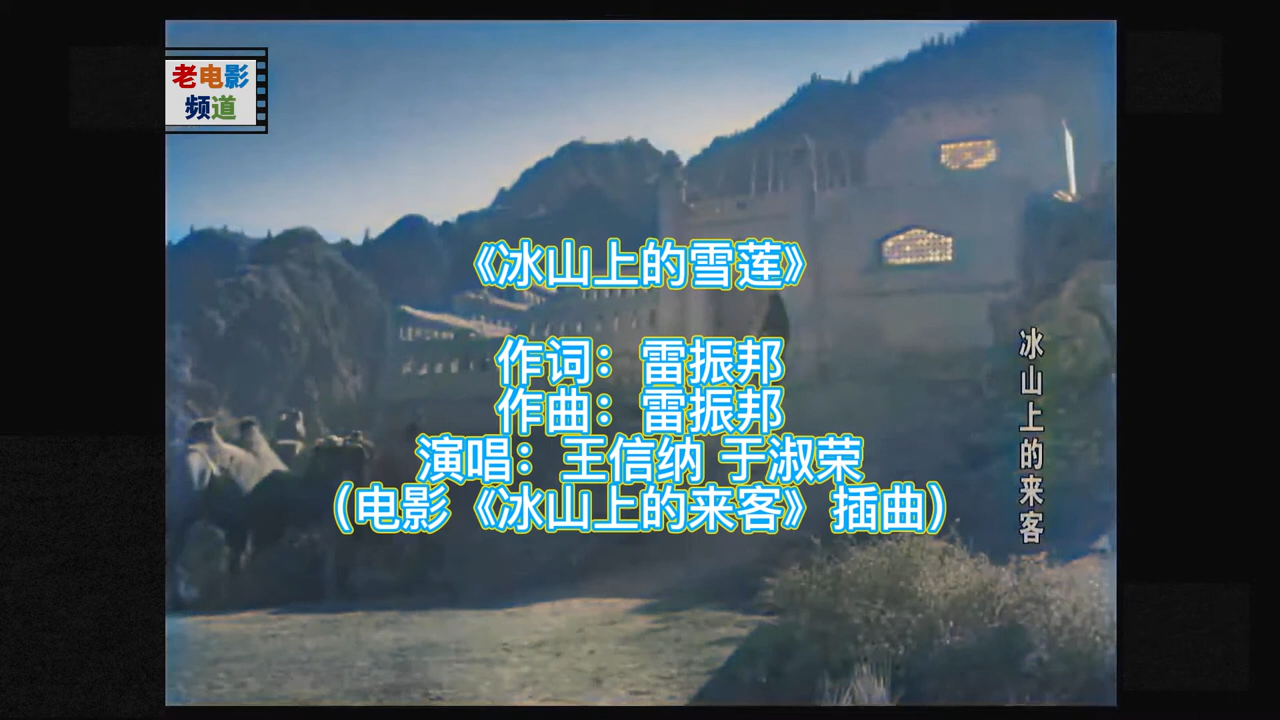 老电影
频道
《冰山上的雪莲》
作词：雷振邦
作曲：雷振邦
演唱：王信纳 于淑荣
（电影《冰山上的来客》插曲）
冰山上的来客